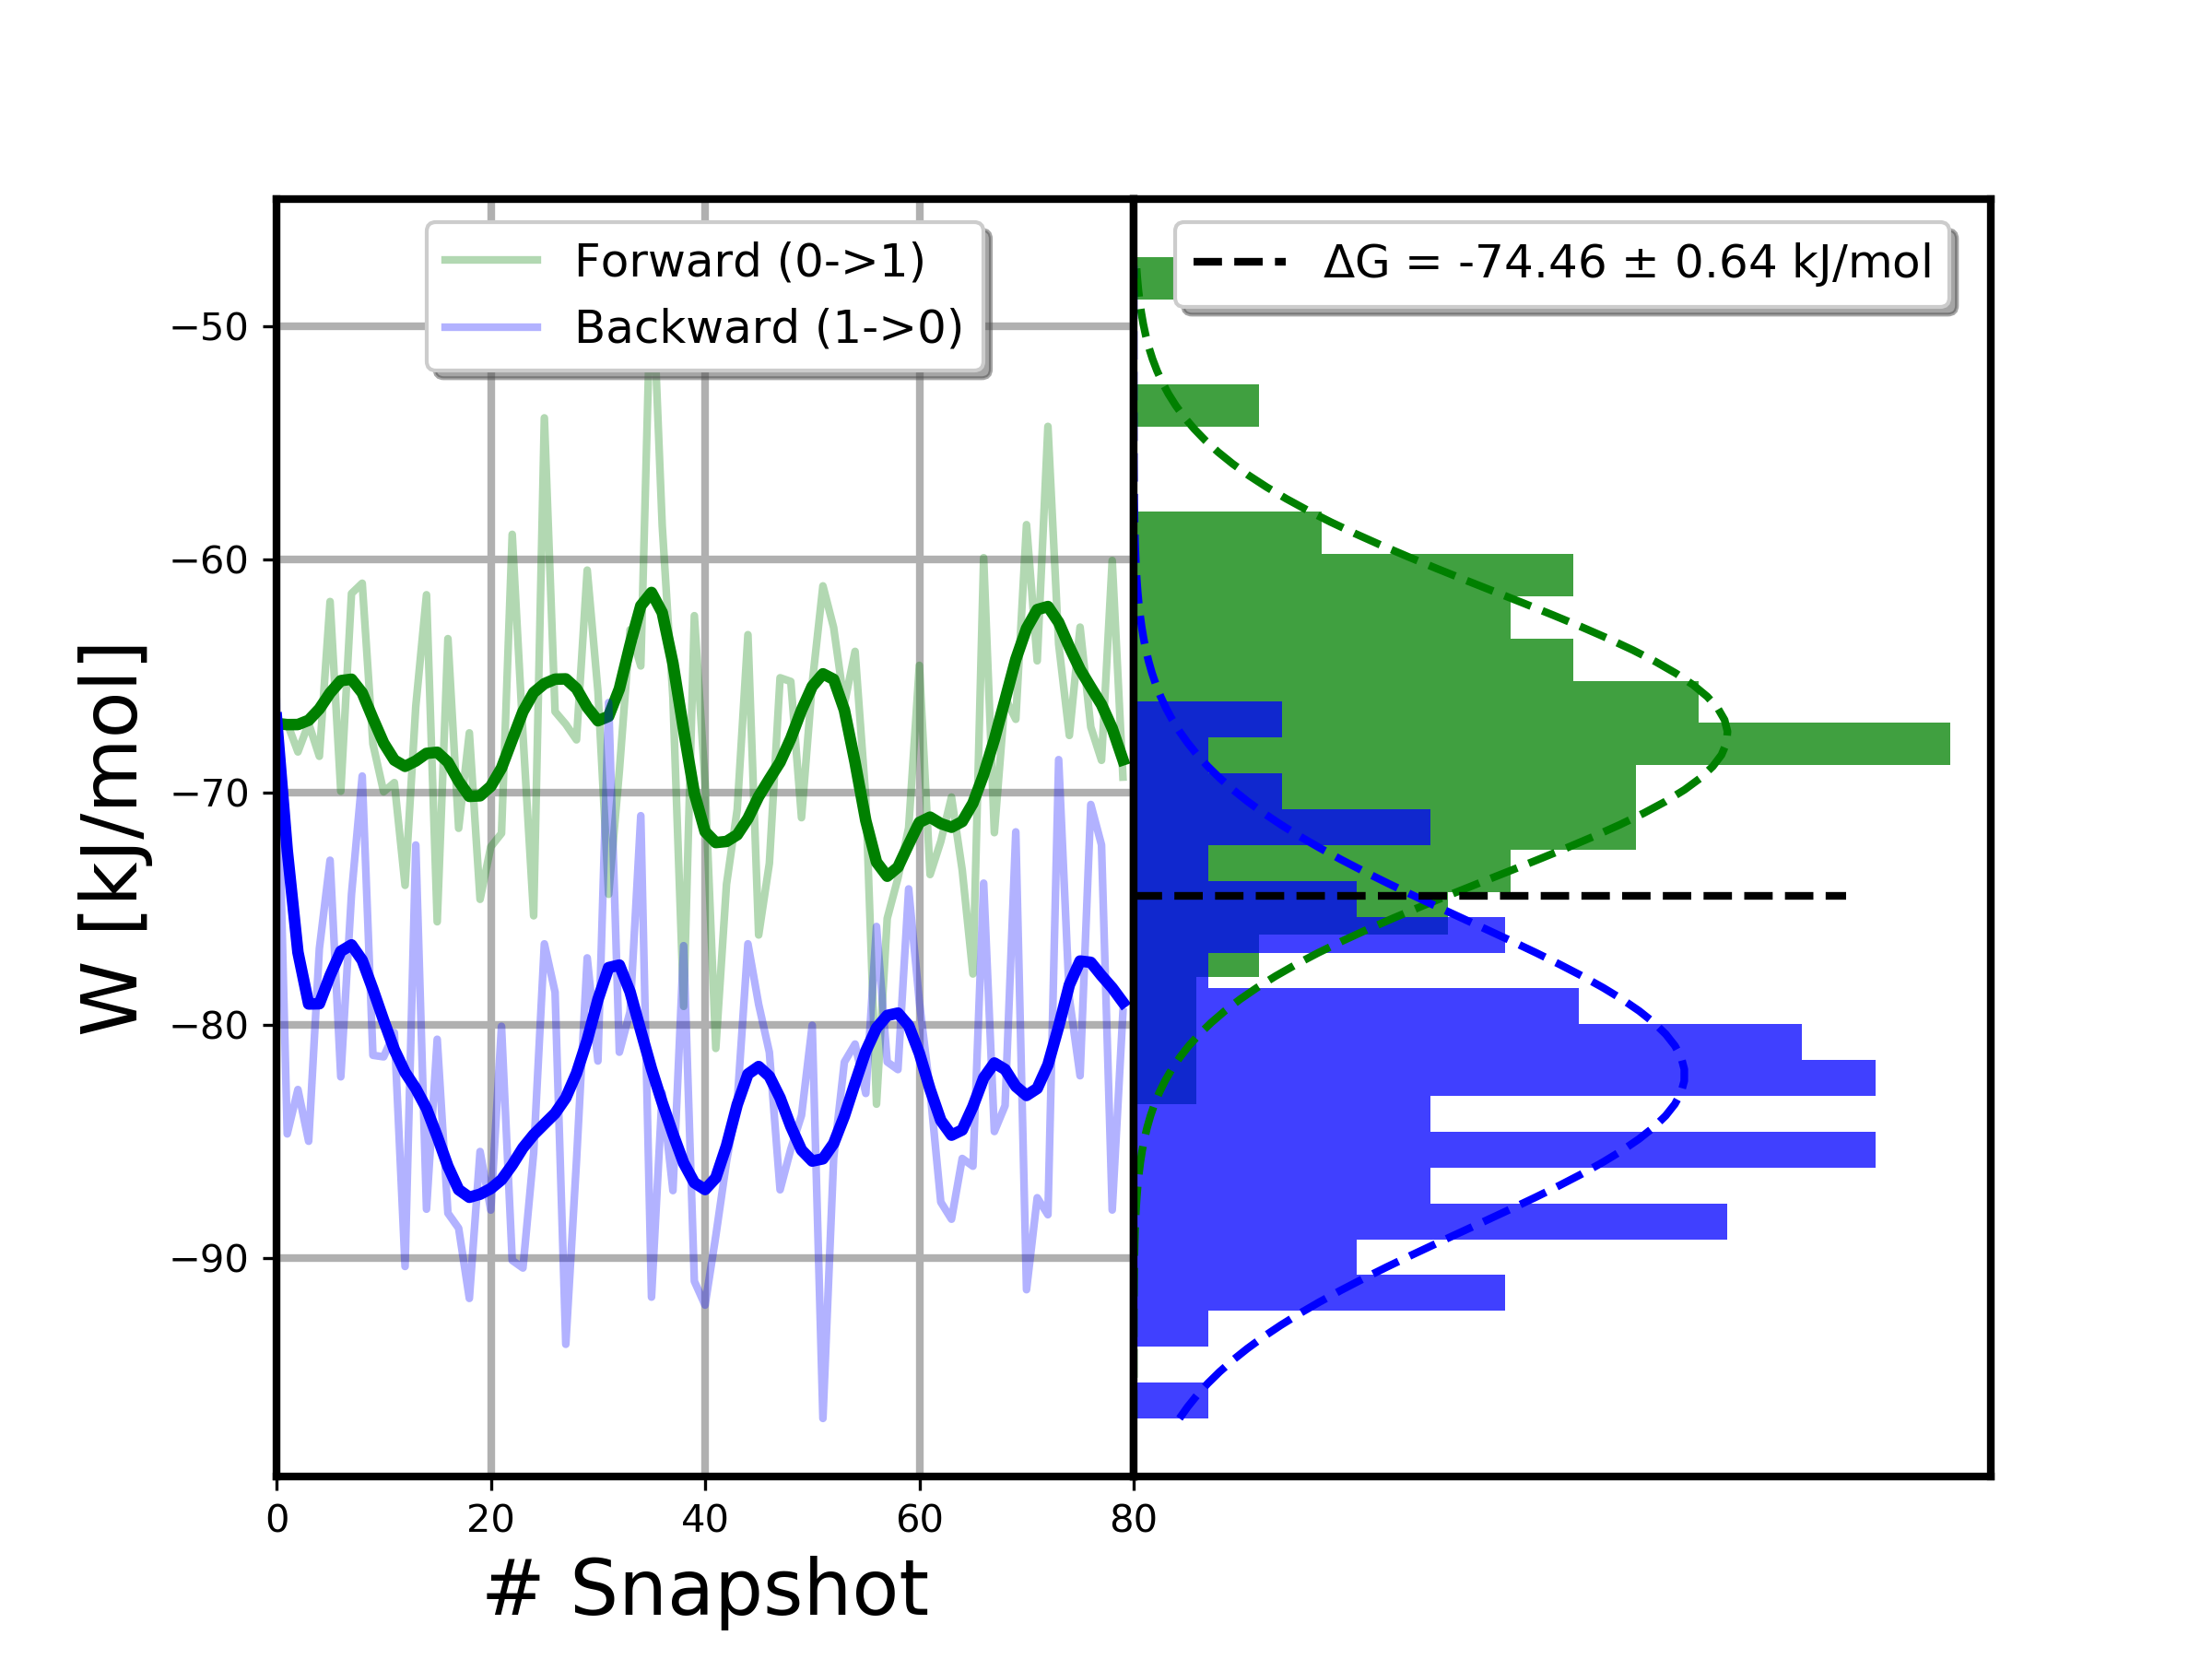 Forward (0->1)
Backward (1->0)
ΔG = -74.46 ± 0.64 kJ/mol
W [kJ/mol]
−50
−60
−70
−80
−90
0
20
40
60
80
# Snapshot